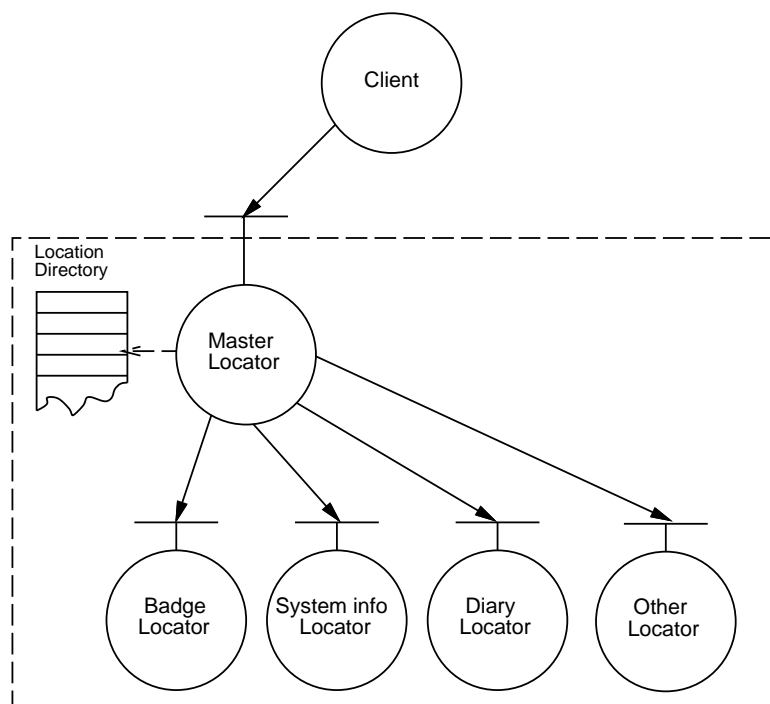 Client
Location
Directory
Master
Locator
Badge
Locator
System info
Locator
Diary
Locator
Other
Locator